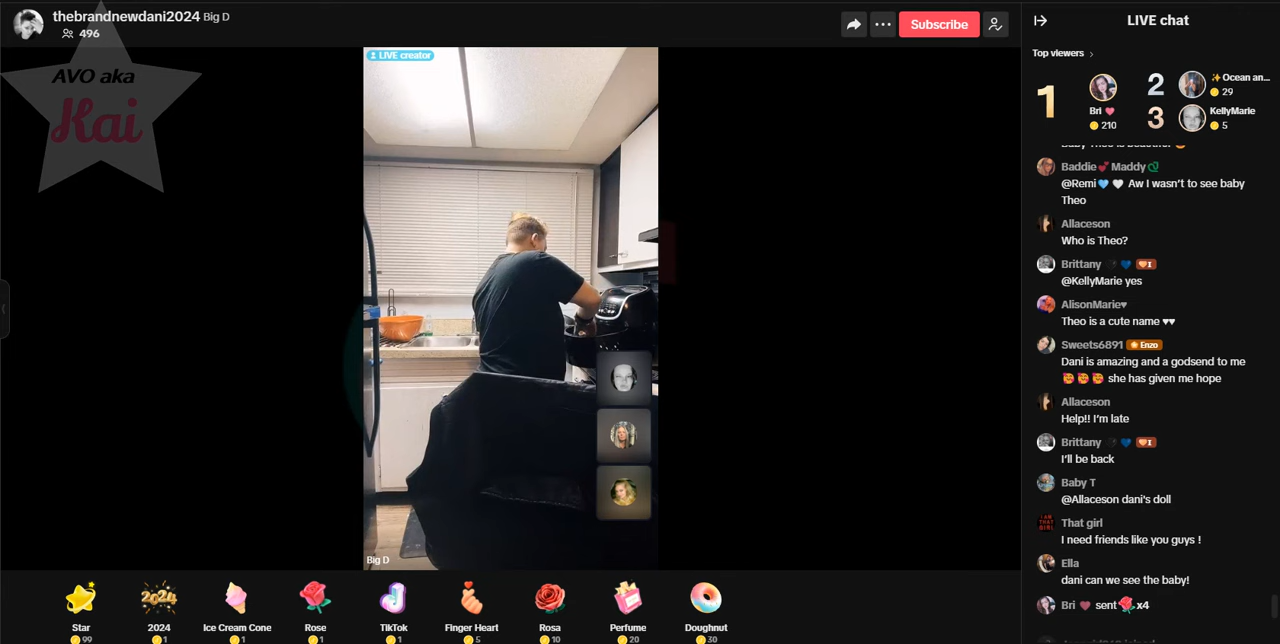 thebrandnewdani2024 Big D
496
Subscribe
AVO aka
Kai
LIVE creator
Big D
Star
99
2024
2024
1
Ice Cream Cone
1
Rose
1
TikTok
1
Finger Heart
5
Rosa
10
Perfume
20
Doughnut
30
LIVE chat
Top viewers
1
Bri
210
2
Ocean an...
29
3
KellyMarie
5
Baddie Maddy
@Remi Aw I wasn't to see baby
Theo
Allaceson
Who is Theo?
Brittany I
@KellyMarie yes
AlisonMarie♥
Theo is a cute name ♥♥
Sweets6891 Enzo
Dani is amazing and a godsend to me
she has given me hope
Allaceson
Help!! I'm late
Brittany I
I'll be back
Baby T
@Allaceson dani's doll
I AM
THAT
GIRL
That girl
I need friends like you guys !
Ella
dani can we see the baby!
Bri sent x4